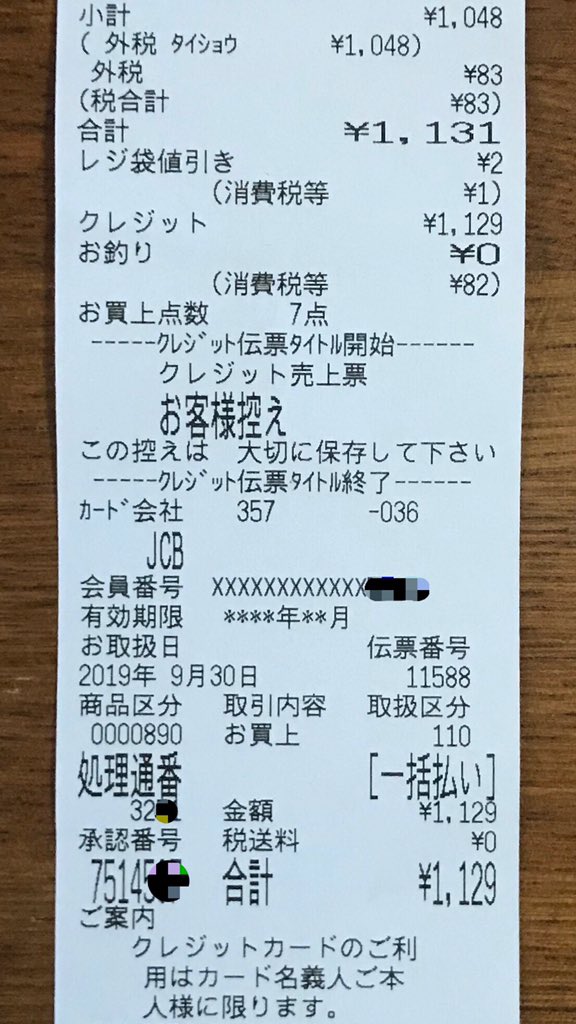 小計 ¥1,048
( 外税 タイショウ ¥1,048)
外税 ¥83
(税合計 ¥83)
合計 ¥1,131
レジ袋値引き ¥2
(消費税等 ¥1)
クレジット ¥1,129
お釣り ¥0
(消費税等 ¥82)
お買上点数 7点
-----クレジット伝票タイトル開始------
クレジット売上票
お客様控え
この控えは 大切に保存して下さい
-----クレジット伝票タイトル終了------
カード会社 357 -036
JCB
会員番号 XXXXXXXXXXXX
有効期限 ****年**月
お取扱日 伝票番号
2019年 9月30日 11588
商品区分 取引内容 取扱区分
0000890 お買上 110
処理通番 [一括払い]
32 1 金額 ¥1,129
承認番号 税送料 ¥0
7514 合計 ¥1,129
ご案内
クレジットカードのご利
用はカード名義人ご本
人様に限ります。